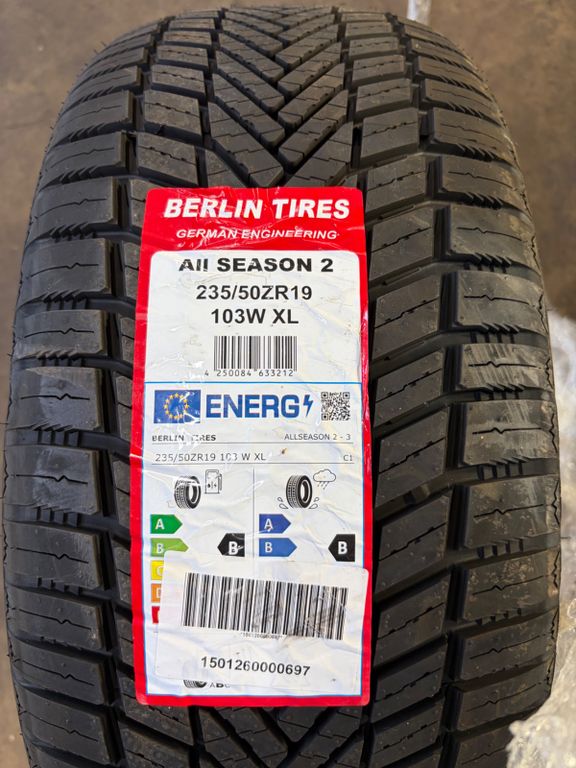 BERLIN TIRES
GERMAN ENGINEERING
All SEASON 2
235/50ZR19
103W XL
4 250084 633212
ENERG
BERLIN TIRES ALLSEASON 2 - 3
235/50ZR19 103 W XL C1
A A
B B B B
1501260000697
1501260000697